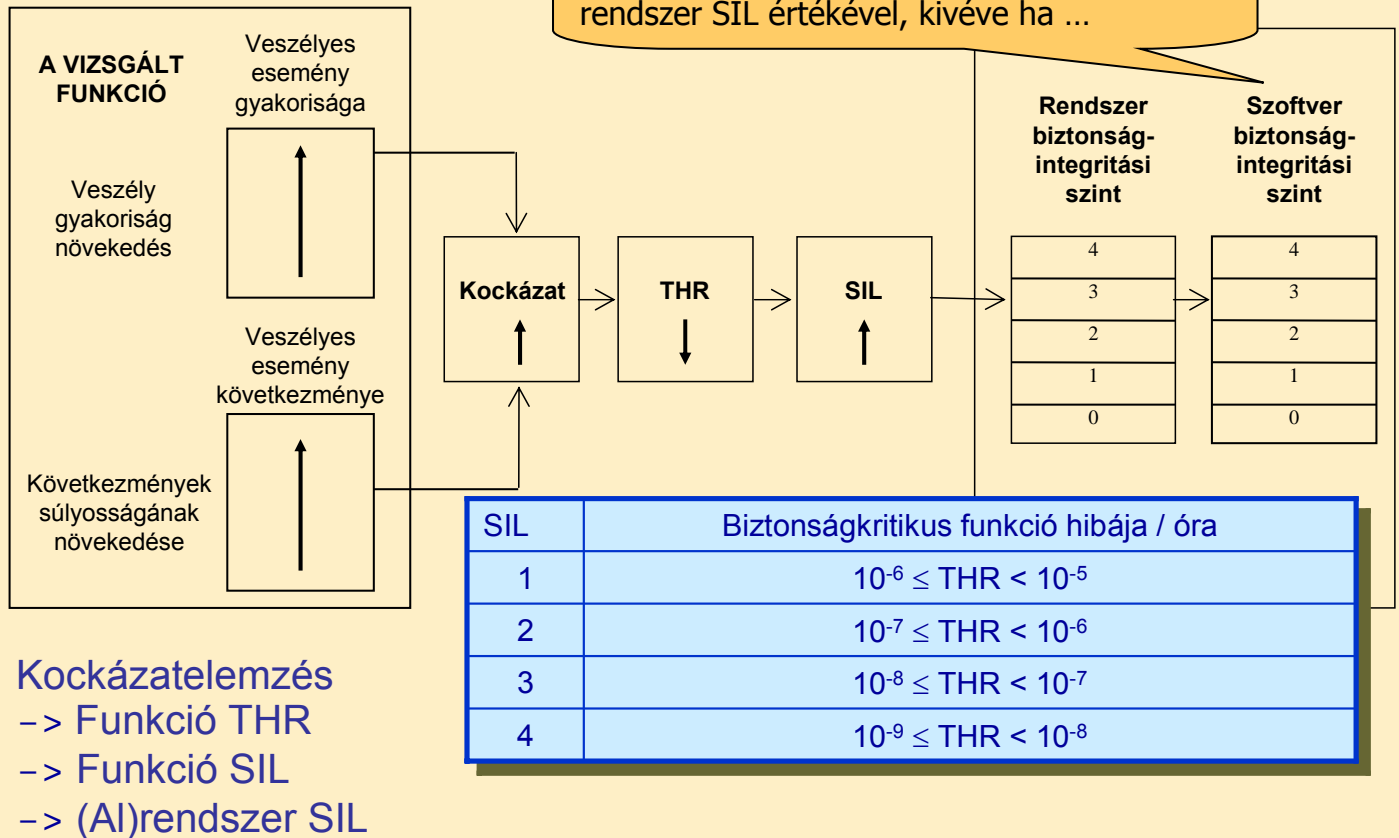 rendszer SIL értékével, kivéve ha …
A VIZSGÁLT
FUNKCIÓ
Veszélyes
esemény
gyakorisága
Veszély
gyakoriság
növekedés
Veszélyes
esemény
következménye
Következmények
súlyosságának
növekedése
Kockázat
THR
SIL
Rendszer
biztonság-
integritási
szint
4
3
2
1
0
Szoftver
biztonság-
integritási
szint
4
3
2
1
0
SIL Biztonságkritikus funkció hibája / óra
1 10⁻⁶ ≤ THR < 10⁻⁵
2 10⁻⁷ ≤ THR < 10⁻⁶
3 10⁻⁸ ≤ THR < 10⁻⁷
4 10⁻⁹ ≤ THR < 10⁻⁸
Kockázatelemzés
-> Funkció THR
-> Funkció SIL
-> (Al)rendszer SIL